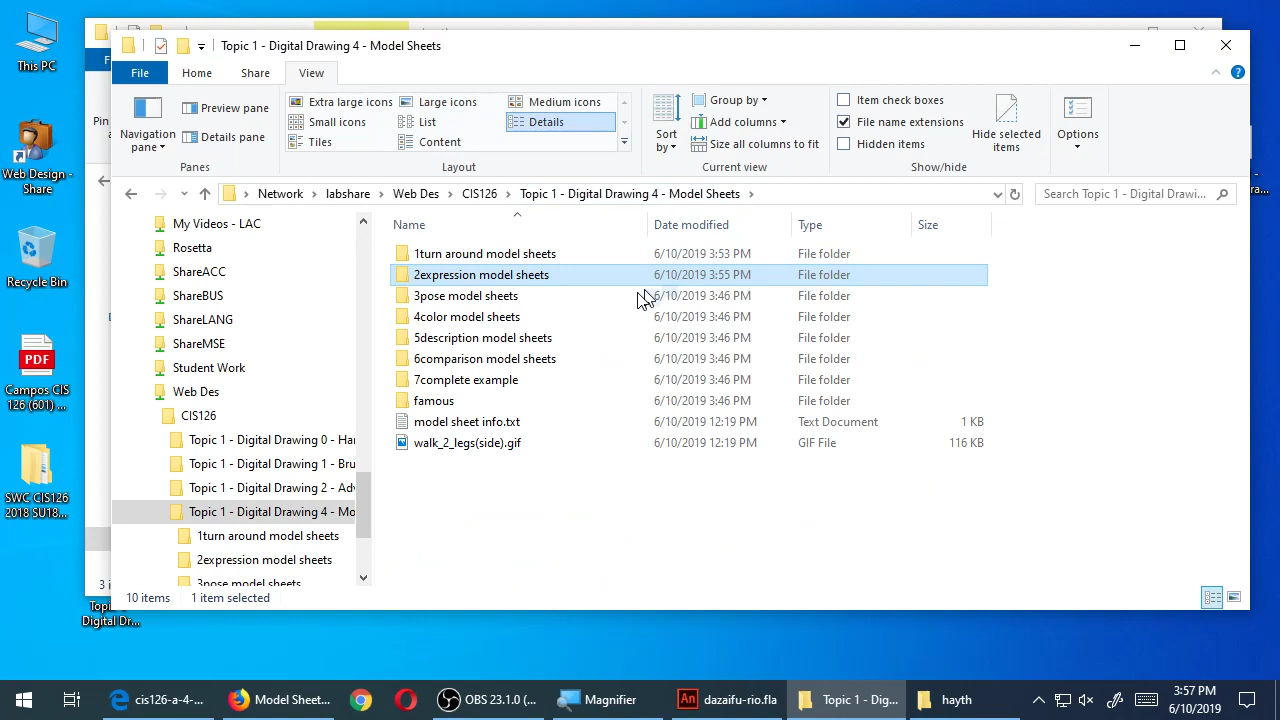 This PC
Web Design -
Share
Recycle Bin
PDF
Campos CIS
126 (601) ...
SWC CIS126
2018 SU18...
Topic 1 - Digital Drawing 4 - Model Sheets
File
Home
Share
View
Navigation
pane
Preview pane
Details pane
Panes
Extra large icons
Large icons
Medium icons
Small icons
List
Details
Tiles
Content
Layout
Sort
by
Group by
Add columns
Size all columns to fit
Current view
Item check boxes
File name extensions
Hidden items
Hide selected
items
Show/hide
Options
Network > labshare > Web Des > CIS126 > Topic 1 - Digital Drawing 4 - Model Sheets >
Search Topic 1 - Digital Drawi...
My Videos - LAC
Rosetta
ShareACC
ShareBUS
ShareLANG
ShareMSE
Student Work
Web Des
CIS126
Topic 1 - Digital Drawing 0 - Har
Topic 1 - Digital Drawing 1 - Bru
Topic 1 - Digital Drawing 2 - Adv
Topic 1 - Digital Drawing 4 - Mo
1turn around model sheets
2expression model sheets
3pose model sheets
Name Date modified Type Size
1turn around model sheets 6/10/2019 3:53 PM File folder
2expression model sheets 6/10/2019 3:55 PM File folder
3pose model sheets 6/10/2019 3:46 PM File folder
4color model sheets 6/10/2019 3:46 PM File folder
5description model sheets 6/10/2019 3:46 PM File folder
6comparison model sheets 6/10/2019 3:46 PM File folder
7complete example 6/10/2019 3:46 PM File folder
famous 6/10/2019 3:46 PM File folder
model sheet info.txt 6/10/2019 12:19 PM Text Document 1 KB
walk_2_legs(side).gif 6/10/2019 12:19 PM GIF File 116 KB
10 items 1 item selected
Digital Dr...
cis126-a-4-...
Model Sheet...
OBS 23.1.0 (...
Magnifier
An
dazaifu-rio.fla
Topic 1 - Dig...
hayth
3:57 PM
6/10/2019